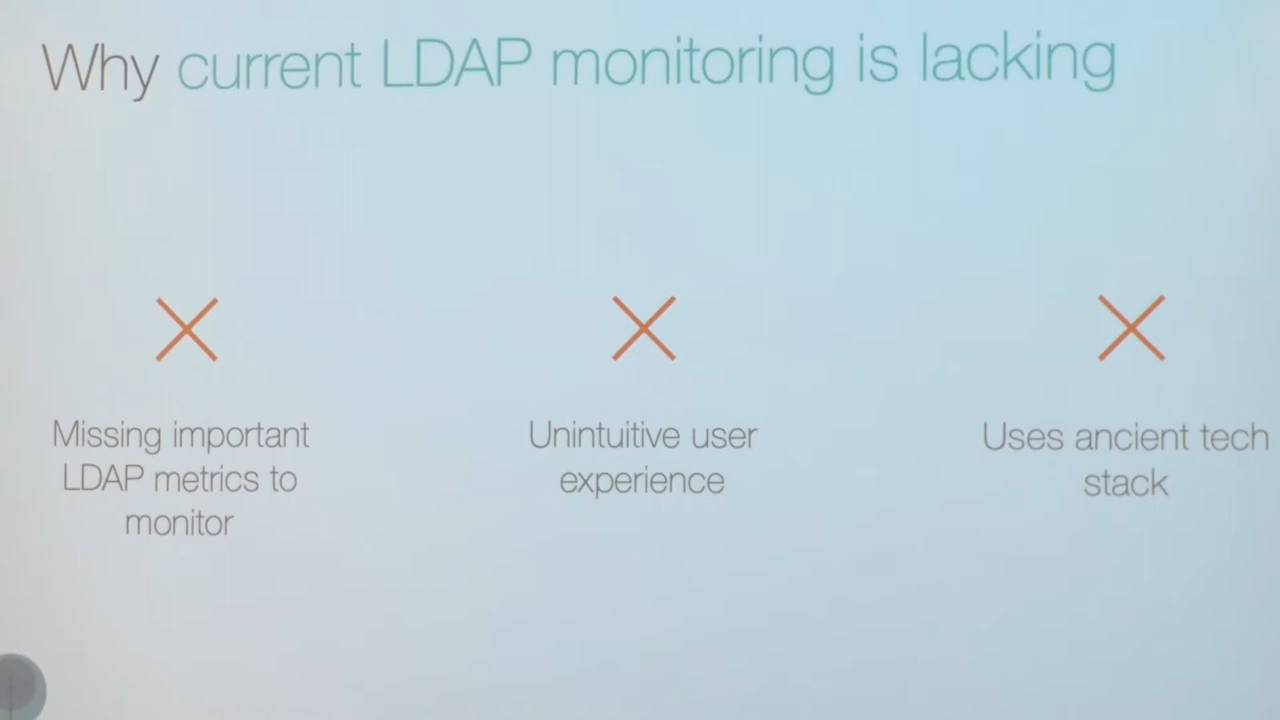 Why current LDAP monitoring is lacking
Missing important
LDAP metrics to
monitor
Unintuitive user
experience
Uses ancient tech
stack